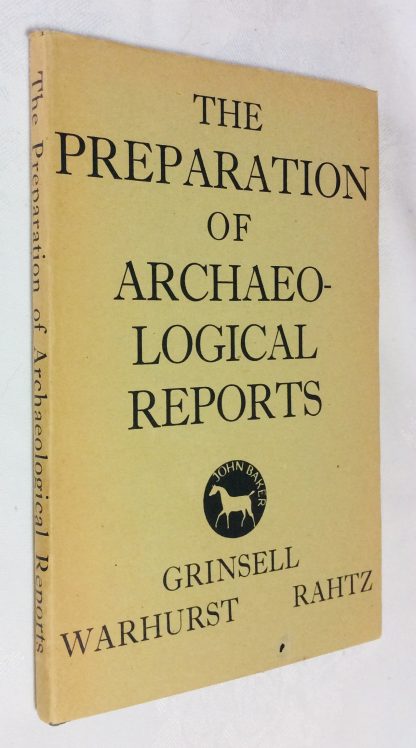 The Preparation of Archaeological Reports
THE
PREPARATION
OF
ARCHAEO-
LOGICAL
REPORTS
JOHN BAKER
GRINSELL
WARHURST RAHTZ